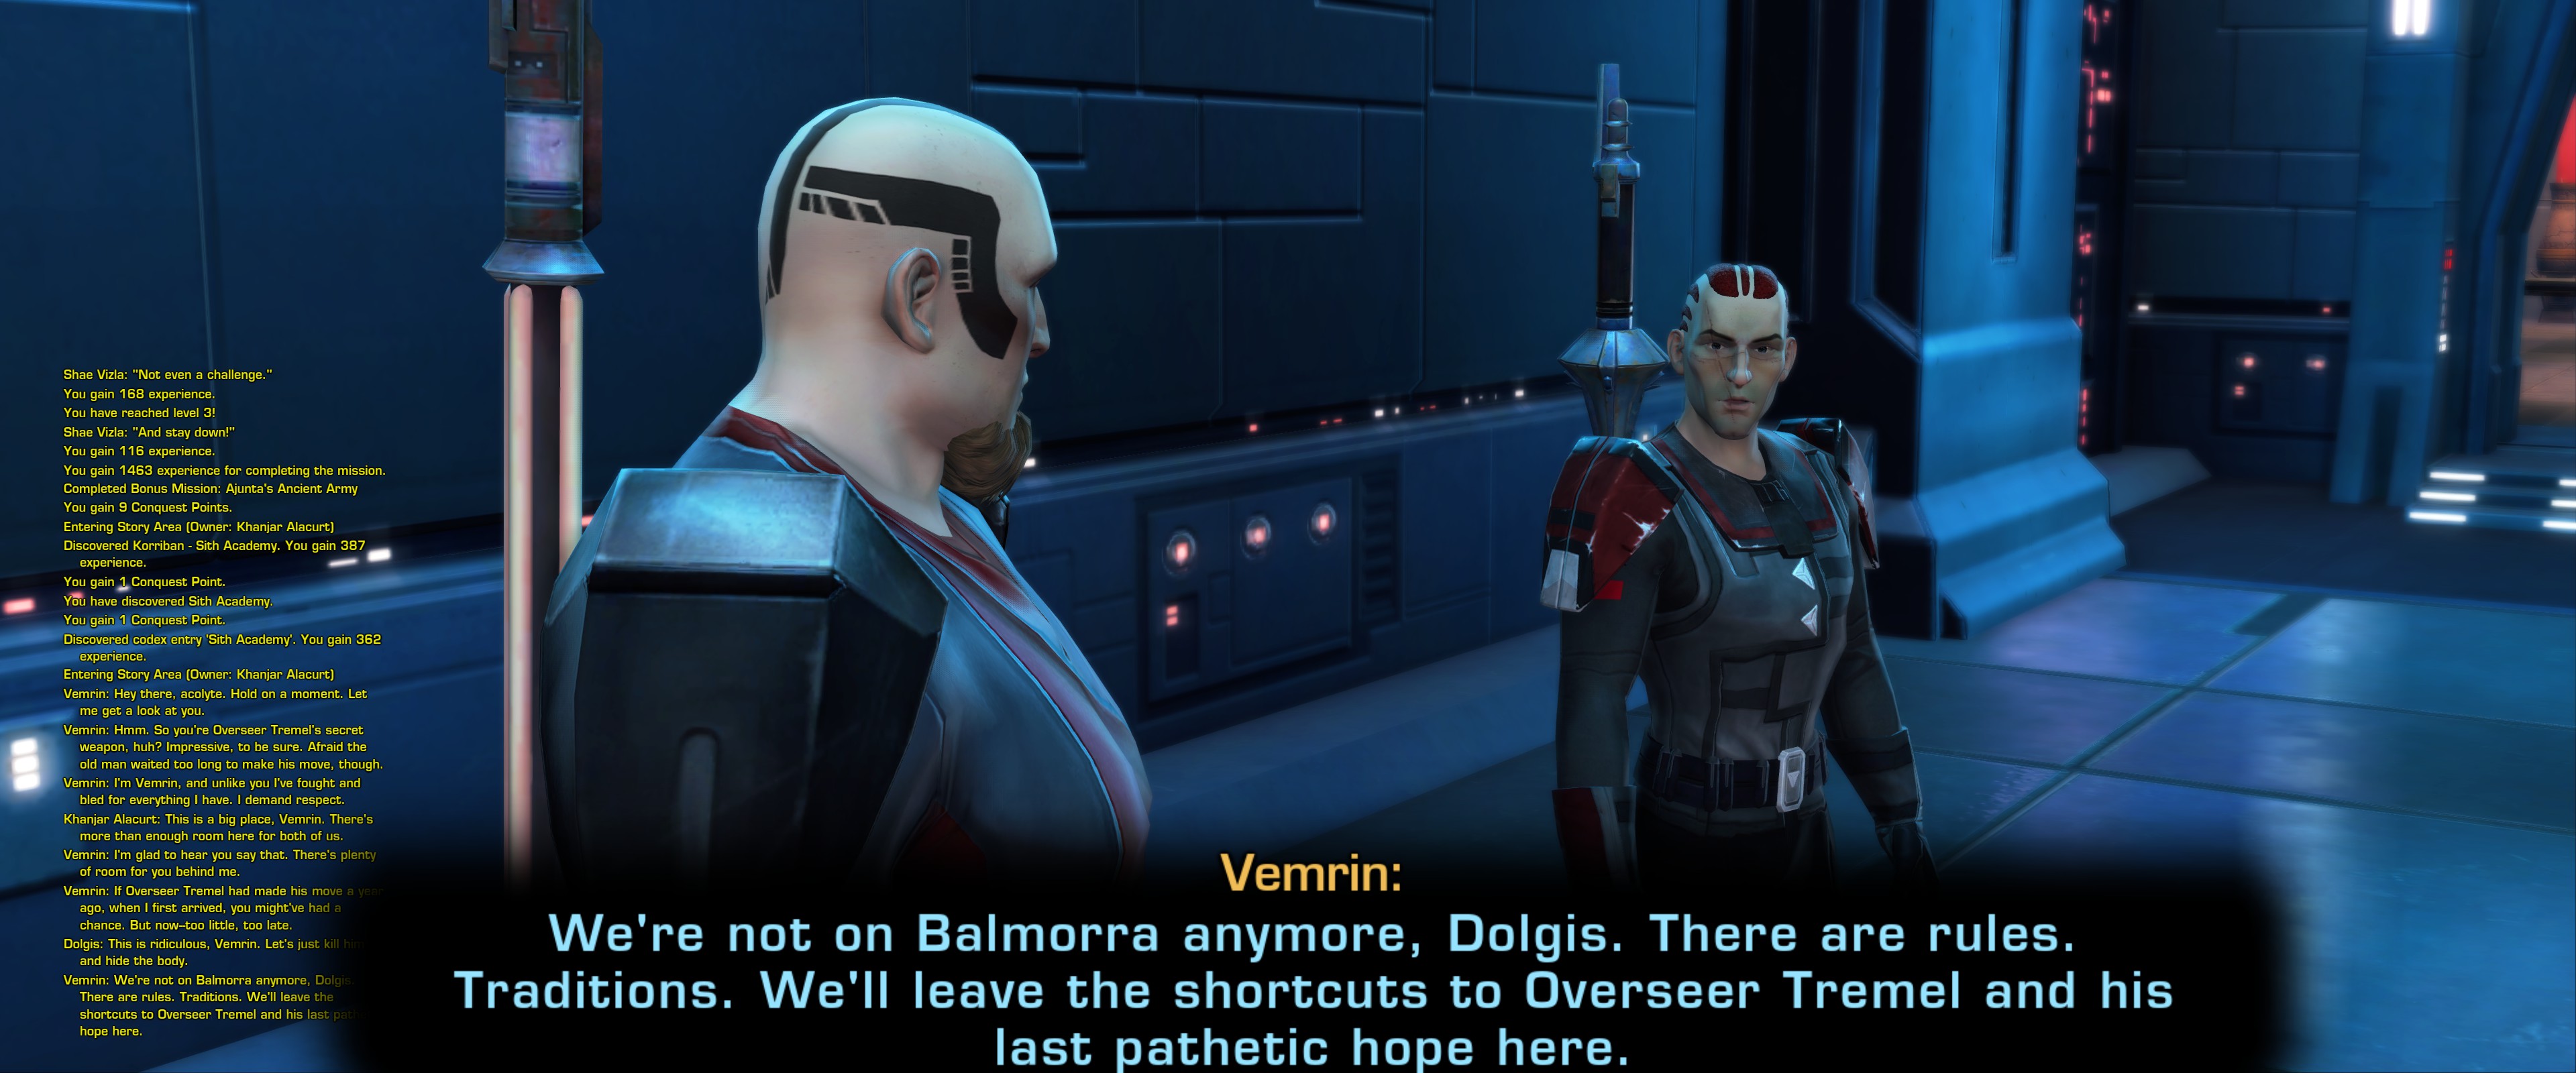 Shae Vizla: "Not even a challenge."
You gain 168 experience.
You have reached level 3!
Shae Vizla: "And stay down!"
You gain 116 experience.
You gain 1463 experience for completing the mission.
Completed Bonus Mission: Ajunta's Ancient Army
You gain 9 Conquest Points.
Entering Story Area (Owner: Khanjar Alacurt)
Discovered Korriban - Sith Academy. You gain 387
experience.
You gain 1 Conquest Point.
You have discovered Sith Academy.
You gain 1 Conquest Point.
Discovered codex entry 'Sith Academy'. You gain 362
experience.
Entering Story Area (Owner: Khanjar Alacurt)
Vemrin: Hey there, acolyte. Hold on a moment. Let
me get a look at you.
Vemrin: Hmm. So you're Overseer Tremel's secret
weapon, huh? Impressive, to be sure. Afraid the
old man waited too long to make his move, though.
Vemrin: I'm Vemrin, and unlike you I've fought and
bled for everything I have. I demand respect.
Khanjar Alacurt: This is a big place, Vemrin. There's
more than enough room here for both of us.
Vemrin: I'm glad to hear you say that. There's plenty
of room for you behind me.
Vemrin: If Overseer Tremel had made his move a year
ago, when I first arrived, you might've had a
chance. But now--too little, too late.
Dolgis: This is ridiculous, Vemrin. Let's just kill him
and hide the body.
Vemrin: We're not on Balmorra anymore, Dolgis.
There are rules. Traditions. We'll leave the
shortcuts to Overseer Tremel and his last
hope here.
Vemrin:
We're not on Balmorra anymore, Dolgis. There are rules.
Traditions. We'll leave the shortcuts to Overseer Tremel and his
last pathetic hope here.